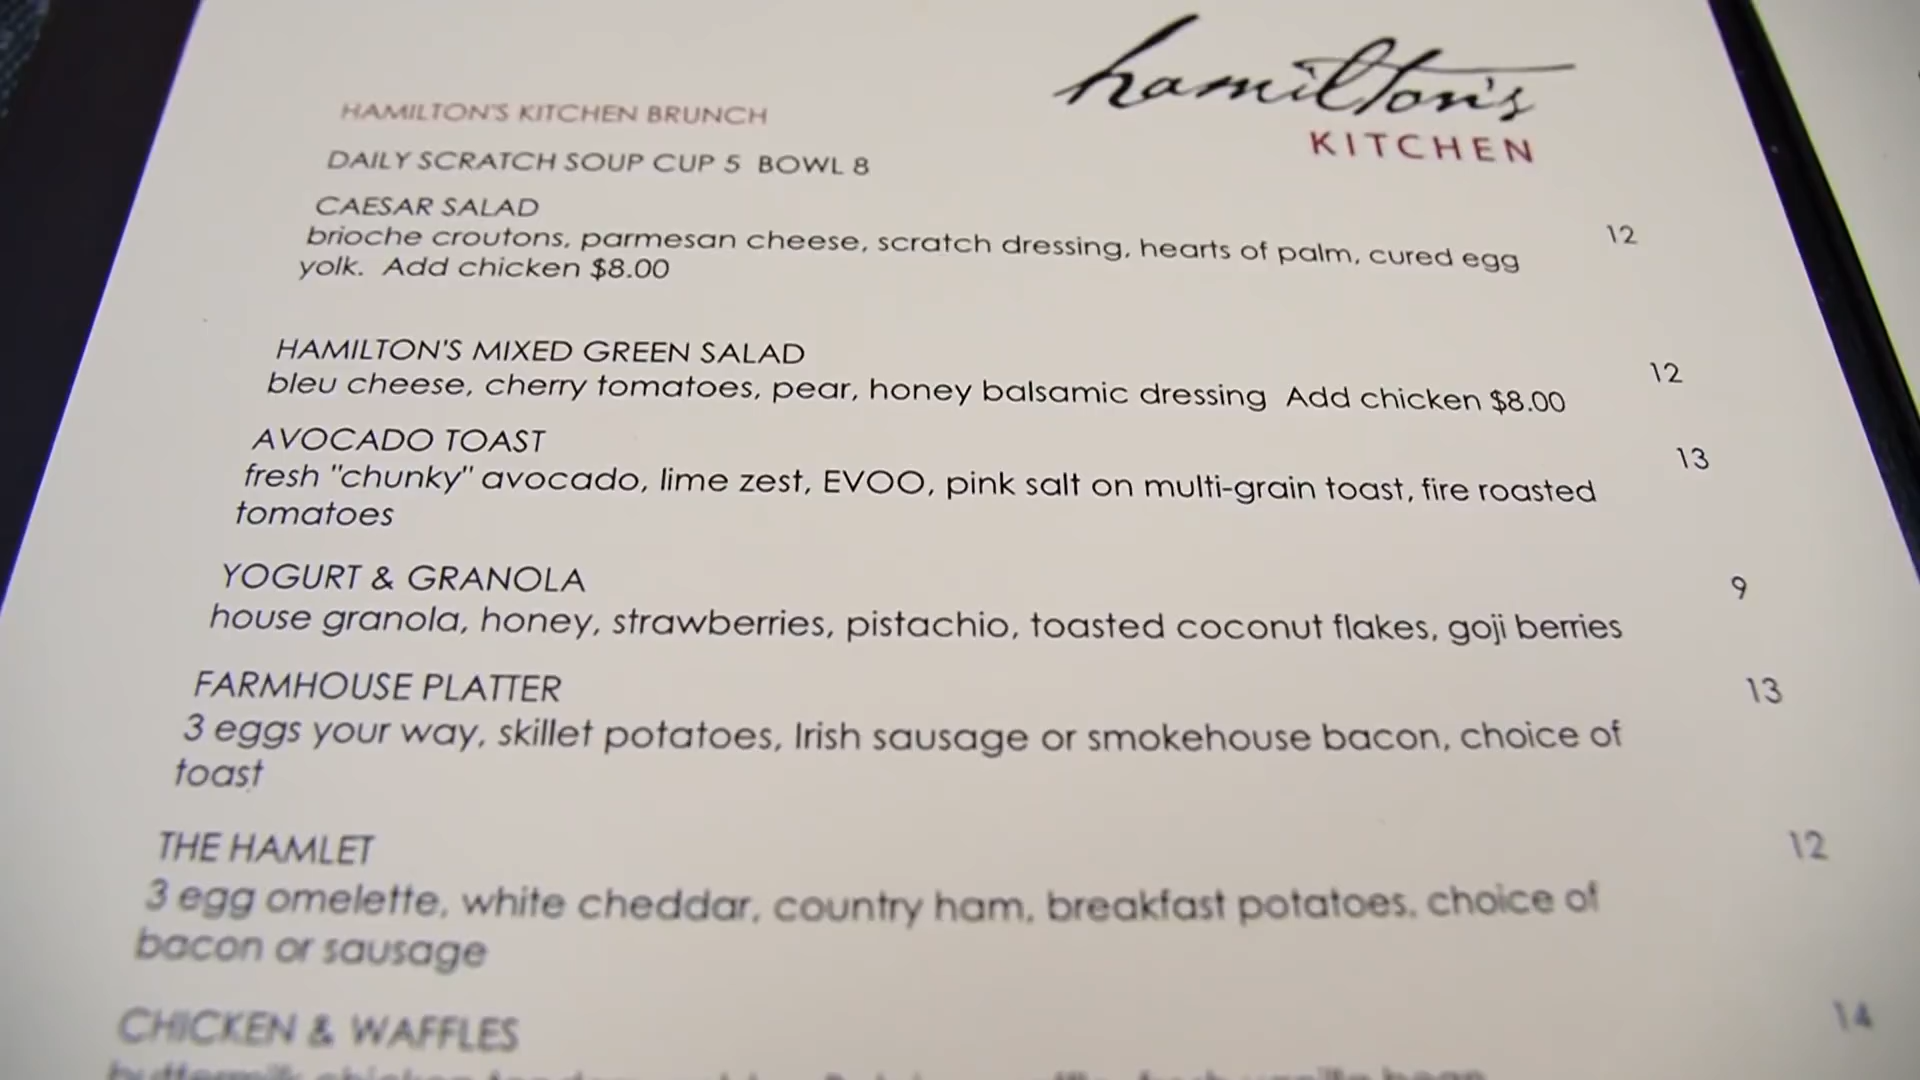 hamilton's
KITCHEN
HAMILTON'S KITCHEN BRUNCH
DAILY SCRATCH SOUP CUP 5 BOWL 8
CAESAR SALAD 12
brioche croutons, parmesan cheese, scratch dressing, hearts of palm, cured egg
yolk. Add chicken $8.00
HAMILTON'S MIXED GREEN SALAD 12
bleu cheese, cherry tomatoes, pear, honey balsamic dressing Add chicken $8.00
AVOCADO TOAST 13
fresh "chunky" avocado, lime zest, EVOO, pink salt on multi-grain toast, fire roasted
tomatoes
YOGURT & GRANOLA 9
house granola, honey, strawberries, pistachio, toasted coconut flakes, goji berries
FARMHOUSE PLATTER 13
3 eggs your way, skillet potatoes, Irish sausage or smokehouse bacon, choice of
toast
THE HAMLET 12
3 egg omelette, white cheddar, country ham, breakfast potatoes, choice of
bacon or sausage
CHICKEN & WAFFLES 14
buttermilk chicken